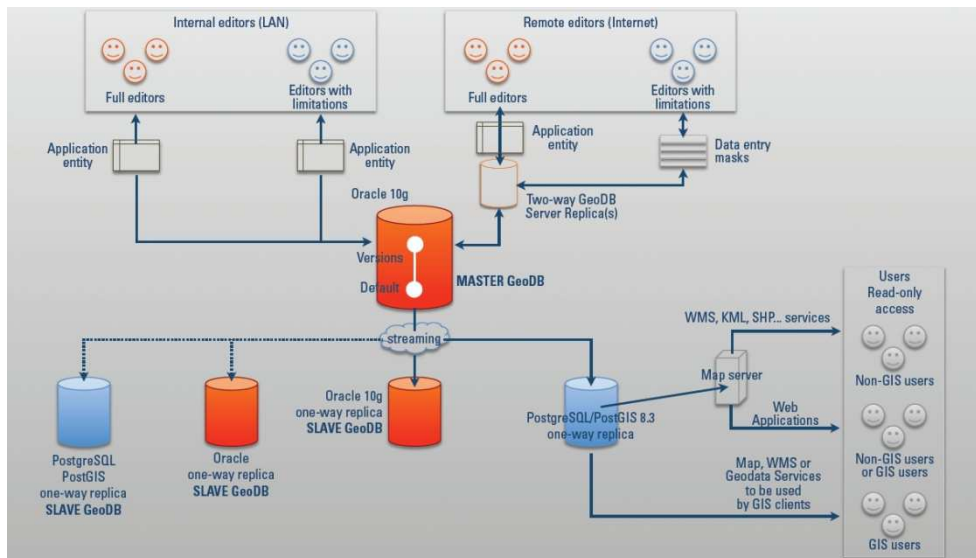 Internal editors (LAN)
Full editors
Editors with
limitations
Remote editors (Internet)
Full editors
Editors with
limitations
Application
entity
Application
entity
Application
entity
Data entry
masks
Oracle 10g
Two-way GeoDB
Server Replica(s)
Versions
Default
MASTER GeoDB
streaming
PostgreSQL
PostGIS
one-way replica
SLAVE GeoDB
Oracle
one-way replica
SLAVE GeoDB
Oracle 10g
one-way replica
SLAVE GeoDB
PostgreSQL/PostGIS 8.3
one-way replica
Map server
WMS, KML, SHP... services
Web
Applications
Map, WMS or
Geodata Services
to be used
by GIS clients
Users
Read-only
access
Non-GIS users
Non-GIS users
or GIS users
GIS users